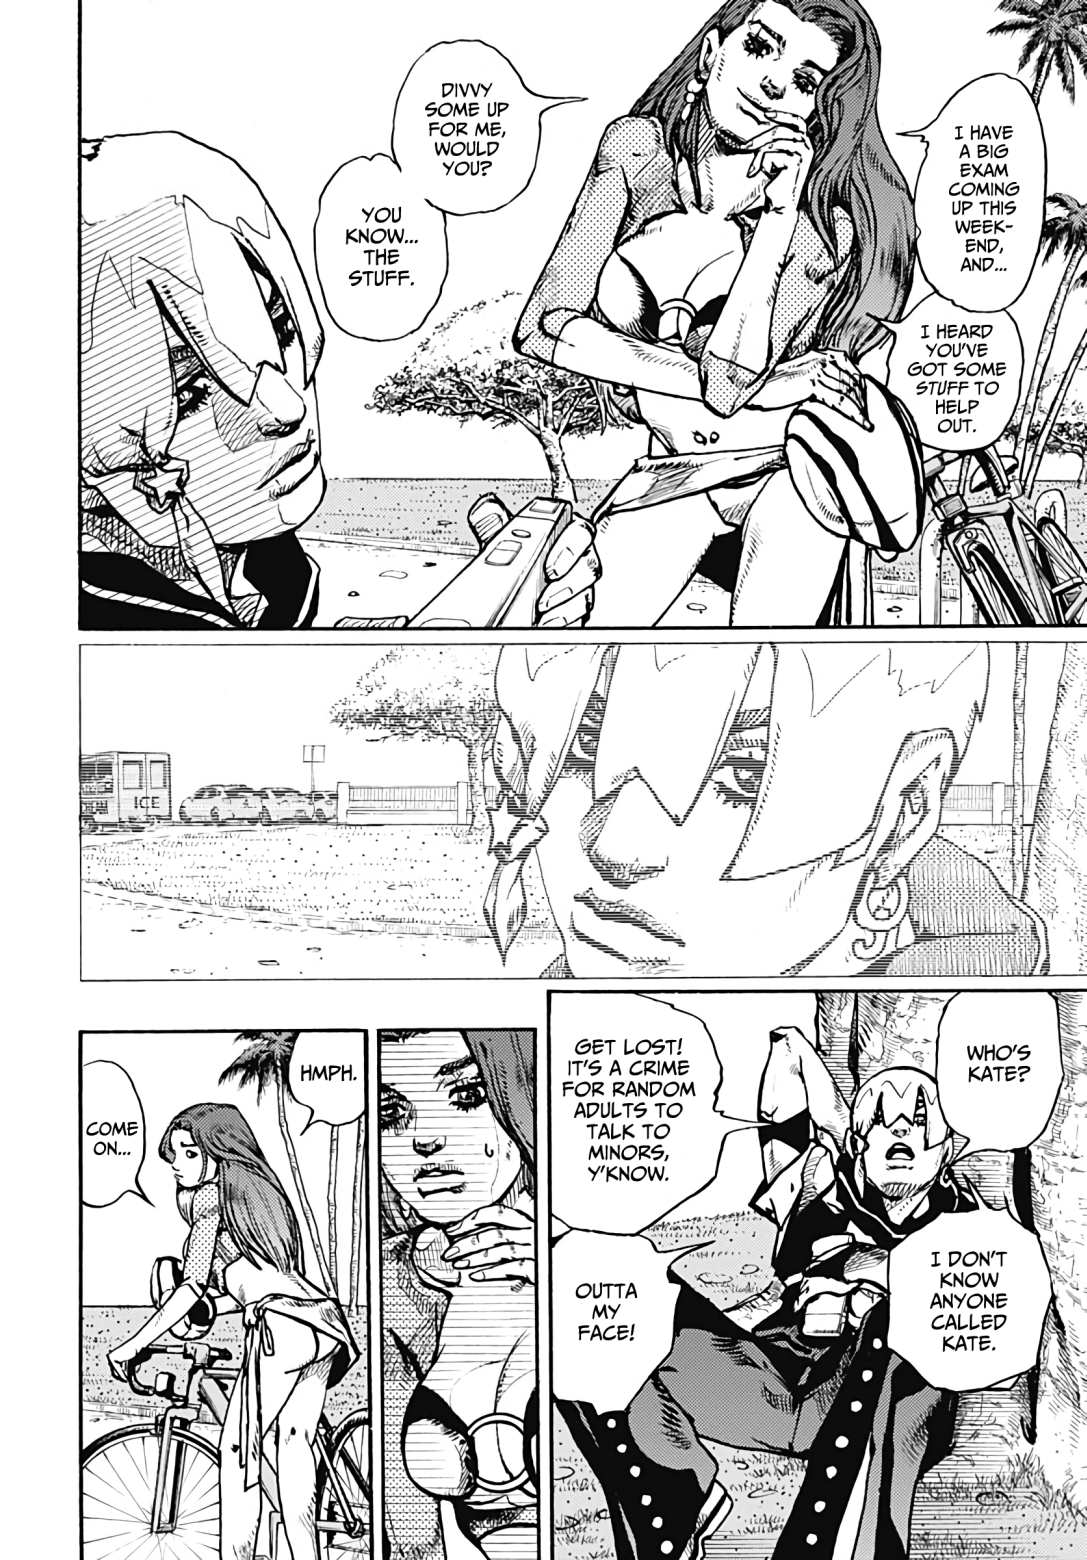 I HAVE
A BIG
EXAM
COMING
UP THIS
WEEK-
END,
AND...
I HEARD
YOU'VE
GOT SOME
STUFF TO
HELP
OUT.
DIVVY
SOME UP
FOR ME,
WOULD
YOU?
YOU
KNOW...
THE
STUFF.
ICE
WHO'S
KATE?
I DON'T
KNOW
ANYONE
CALLED
KATE.
GET LOST!
IT'S A CRIME
FOR RANDOM
ADULTS TO
TALK TO
MINORS,
Y'KNOW.
OUTTA
MY
FACE!
HMPH.
COME
ON...